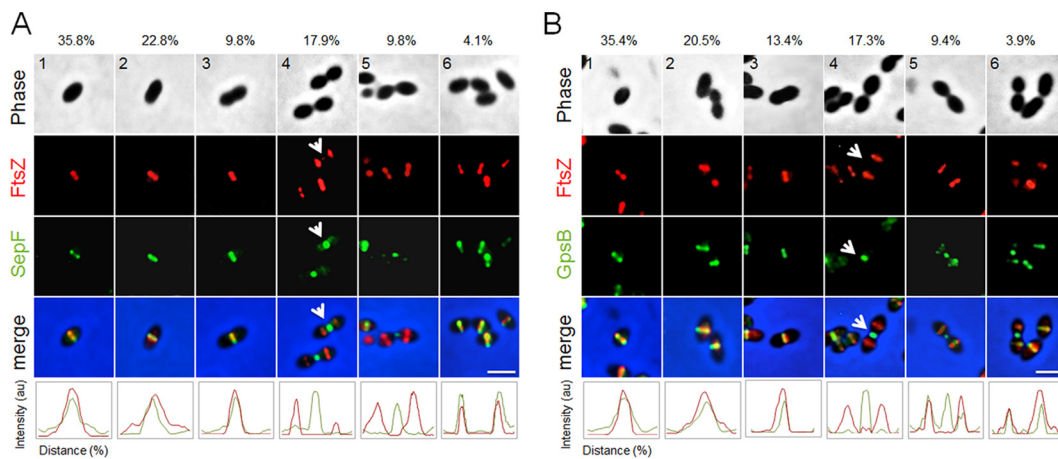 A
35.8% 22.8% 9.8% 17.9% 9.8% 4.1%
Phase
1 2 3 4 5 6
FtsZ
SepF
merge
Intensity (au)
Distance (%)
B
35.4% 20.5% 13.4% 17.3% 9.4% 3.9%
Phase
1 2 3 4 5 6
FtsZ
GpsB
merge
Intensity (au)
Distance (%)